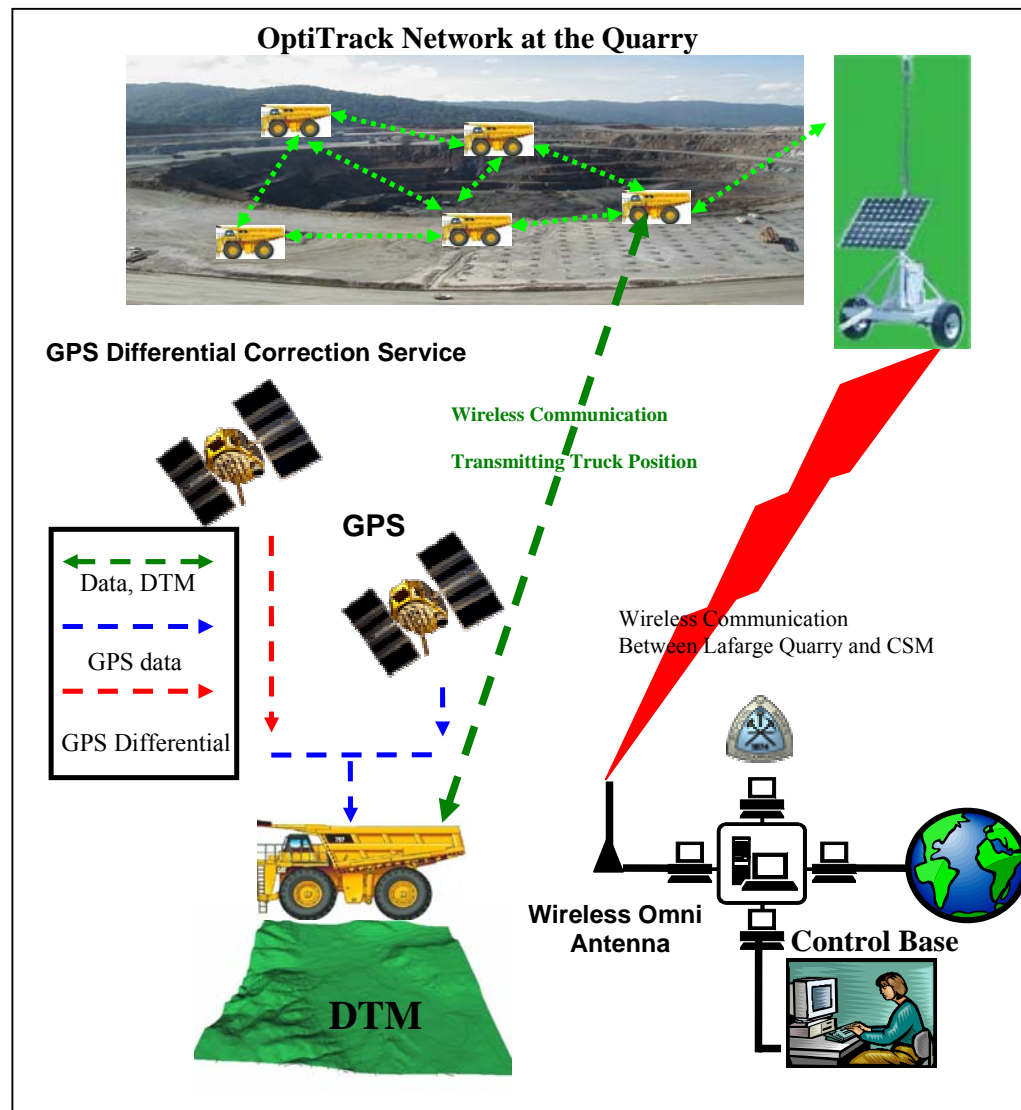 OptiTrack Network at the Quarry
GPS Differential Correction Service
Wireless Communication
Transmitting Truck Position
GPS
Data, DTM
GPS data
GPS Differential
Wireless Communication
Between Lafarge Quarry and CSM
Wireless Omni
Antenna
Control Base
DTM